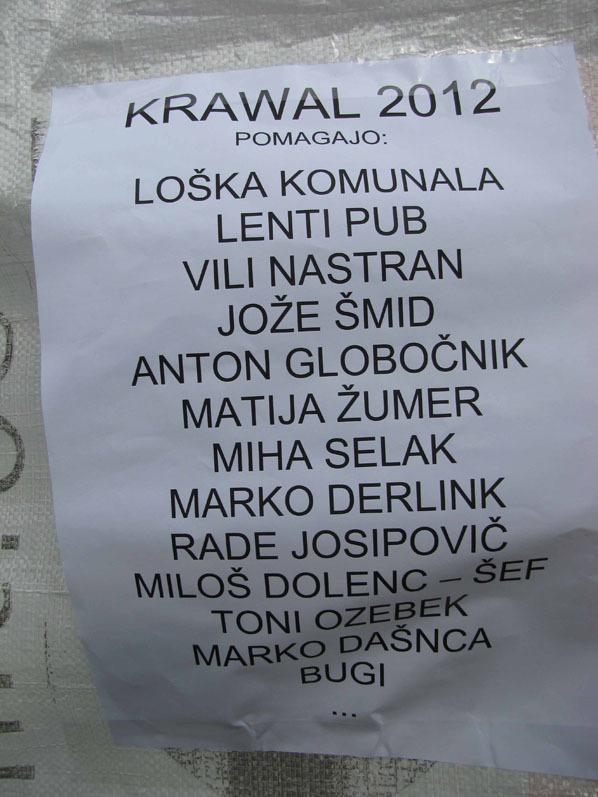 KRAWAL 2012
POMAGAJO:
LOŠKA KOMUNALA
LENTI PUB
VILI NASTRAN
JOŽE ŠMID
ANTON GLOBOČNIK
MATIJA ŽUMER
MIHA SELAK
MARKO DERLINK
RADE JOSIPOVIČ
MILOŠ DOLENC – ŠEF
TONI OZEBEK
MARKO DAŠNCA
BUGI
...